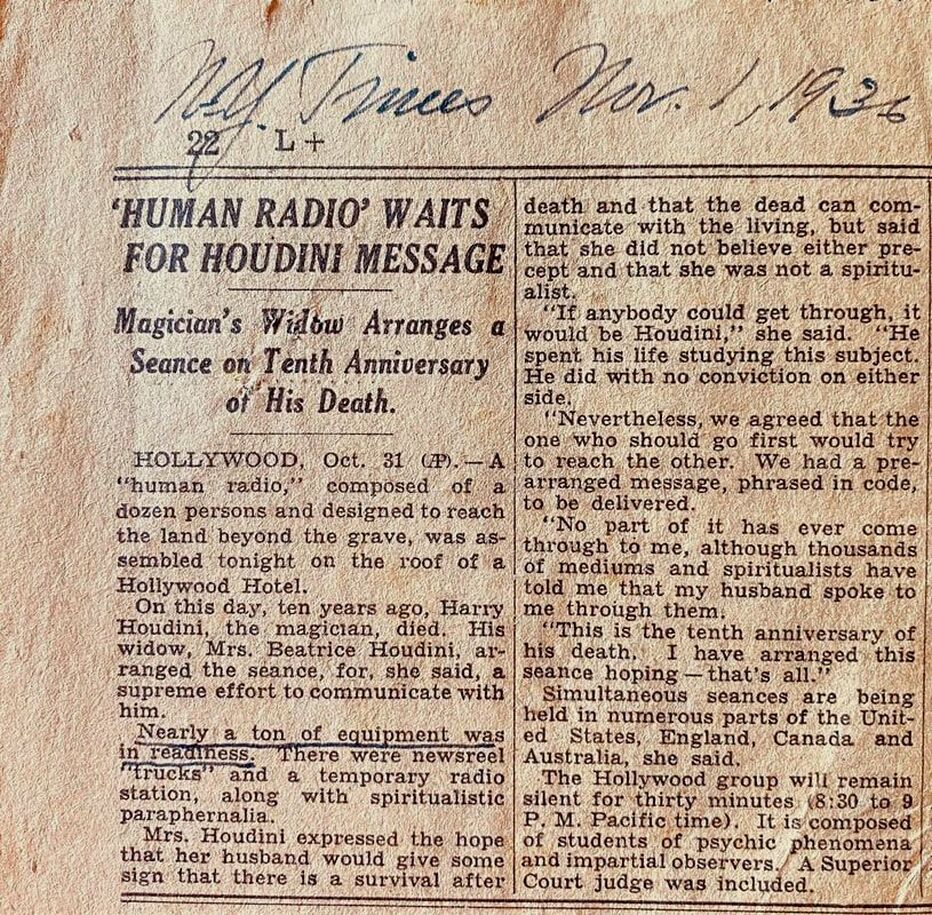 N.Y. Times Nov. 1, 1936
22 L+
'HUMAN RADIO' WAITS
FOR HOUDINI MESSAGE
Magician's Widow Arranges a
Seance on Tenth Anniversary
of His Death.
HOLLYWOOD, Oct. 31 (AP).—A
"human radio," composed of a
dozen persons and designed to reach
the land beyond the grave, was as-
sembled tonight on the roof of a
Hollywood Hotel.
On this day, ten years ago, Harry
Houdini, the magician, died. His
widow, Mrs. Beatrice Houdini, ar-
ranged the seance, for, she said, a
supreme effort to communicate with
him.
Nearly a ton of equipment was
in readiness. There were newsreel
"trucks" and a temporary radio
station, along with spiritualistic
paraphernalia.
Mrs. Houdini expressed the hope
that her husband would give some
sign that there is a survival after
death and that the dead can com-
municate with the living, but said
that she did not believe either pre-
cept and that she was not a spiritu-
alist.
"If anybody could get through, it
would be Houdini," she said. "He
spent his life studying this subject.
He did with no conviction on either
side.
"Nevertheless, we agreed that the
one who should go first would try
to reach the other. We had a pre-
arranged message, phrased in code,
to be delivered.
"No part of it has ever come
through to me, although thousands
of mediums and spiritualists have
told me that my husband spoke to
me through them.
"This is the tenth anniversary of
his death. I have arranged this
seance hoping—that's all."
Simultaneous seances are being
held in numerous parts of the Unit-
ed States, England, Canada and
Australia, she said.
The Hollywood group will remain
silent for thirty minutes (8:30 to 9
P. M. Pacific time). It is composed
of students of psychic phenomena
and impartial observers. A Superior
Court judge was included.